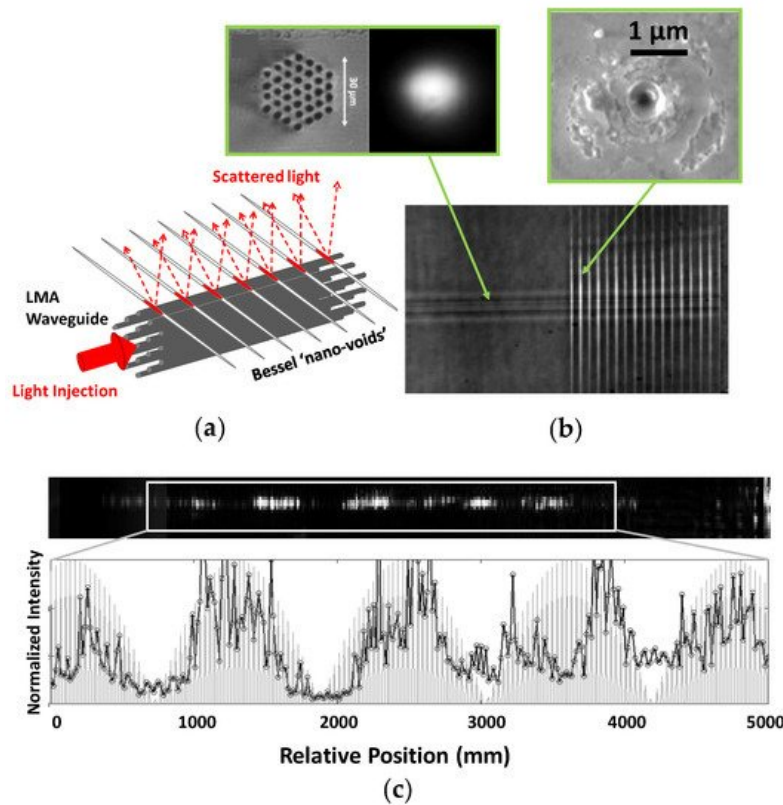 1 µm
30 µm
Scattered light
LMA
Waveguide
Bessel 'nano-voids'
Light Injection
(a)
(b)
Normalized Intensity
0 1000 2000 3000 4000 5000
Relative Position (mm)
(c)